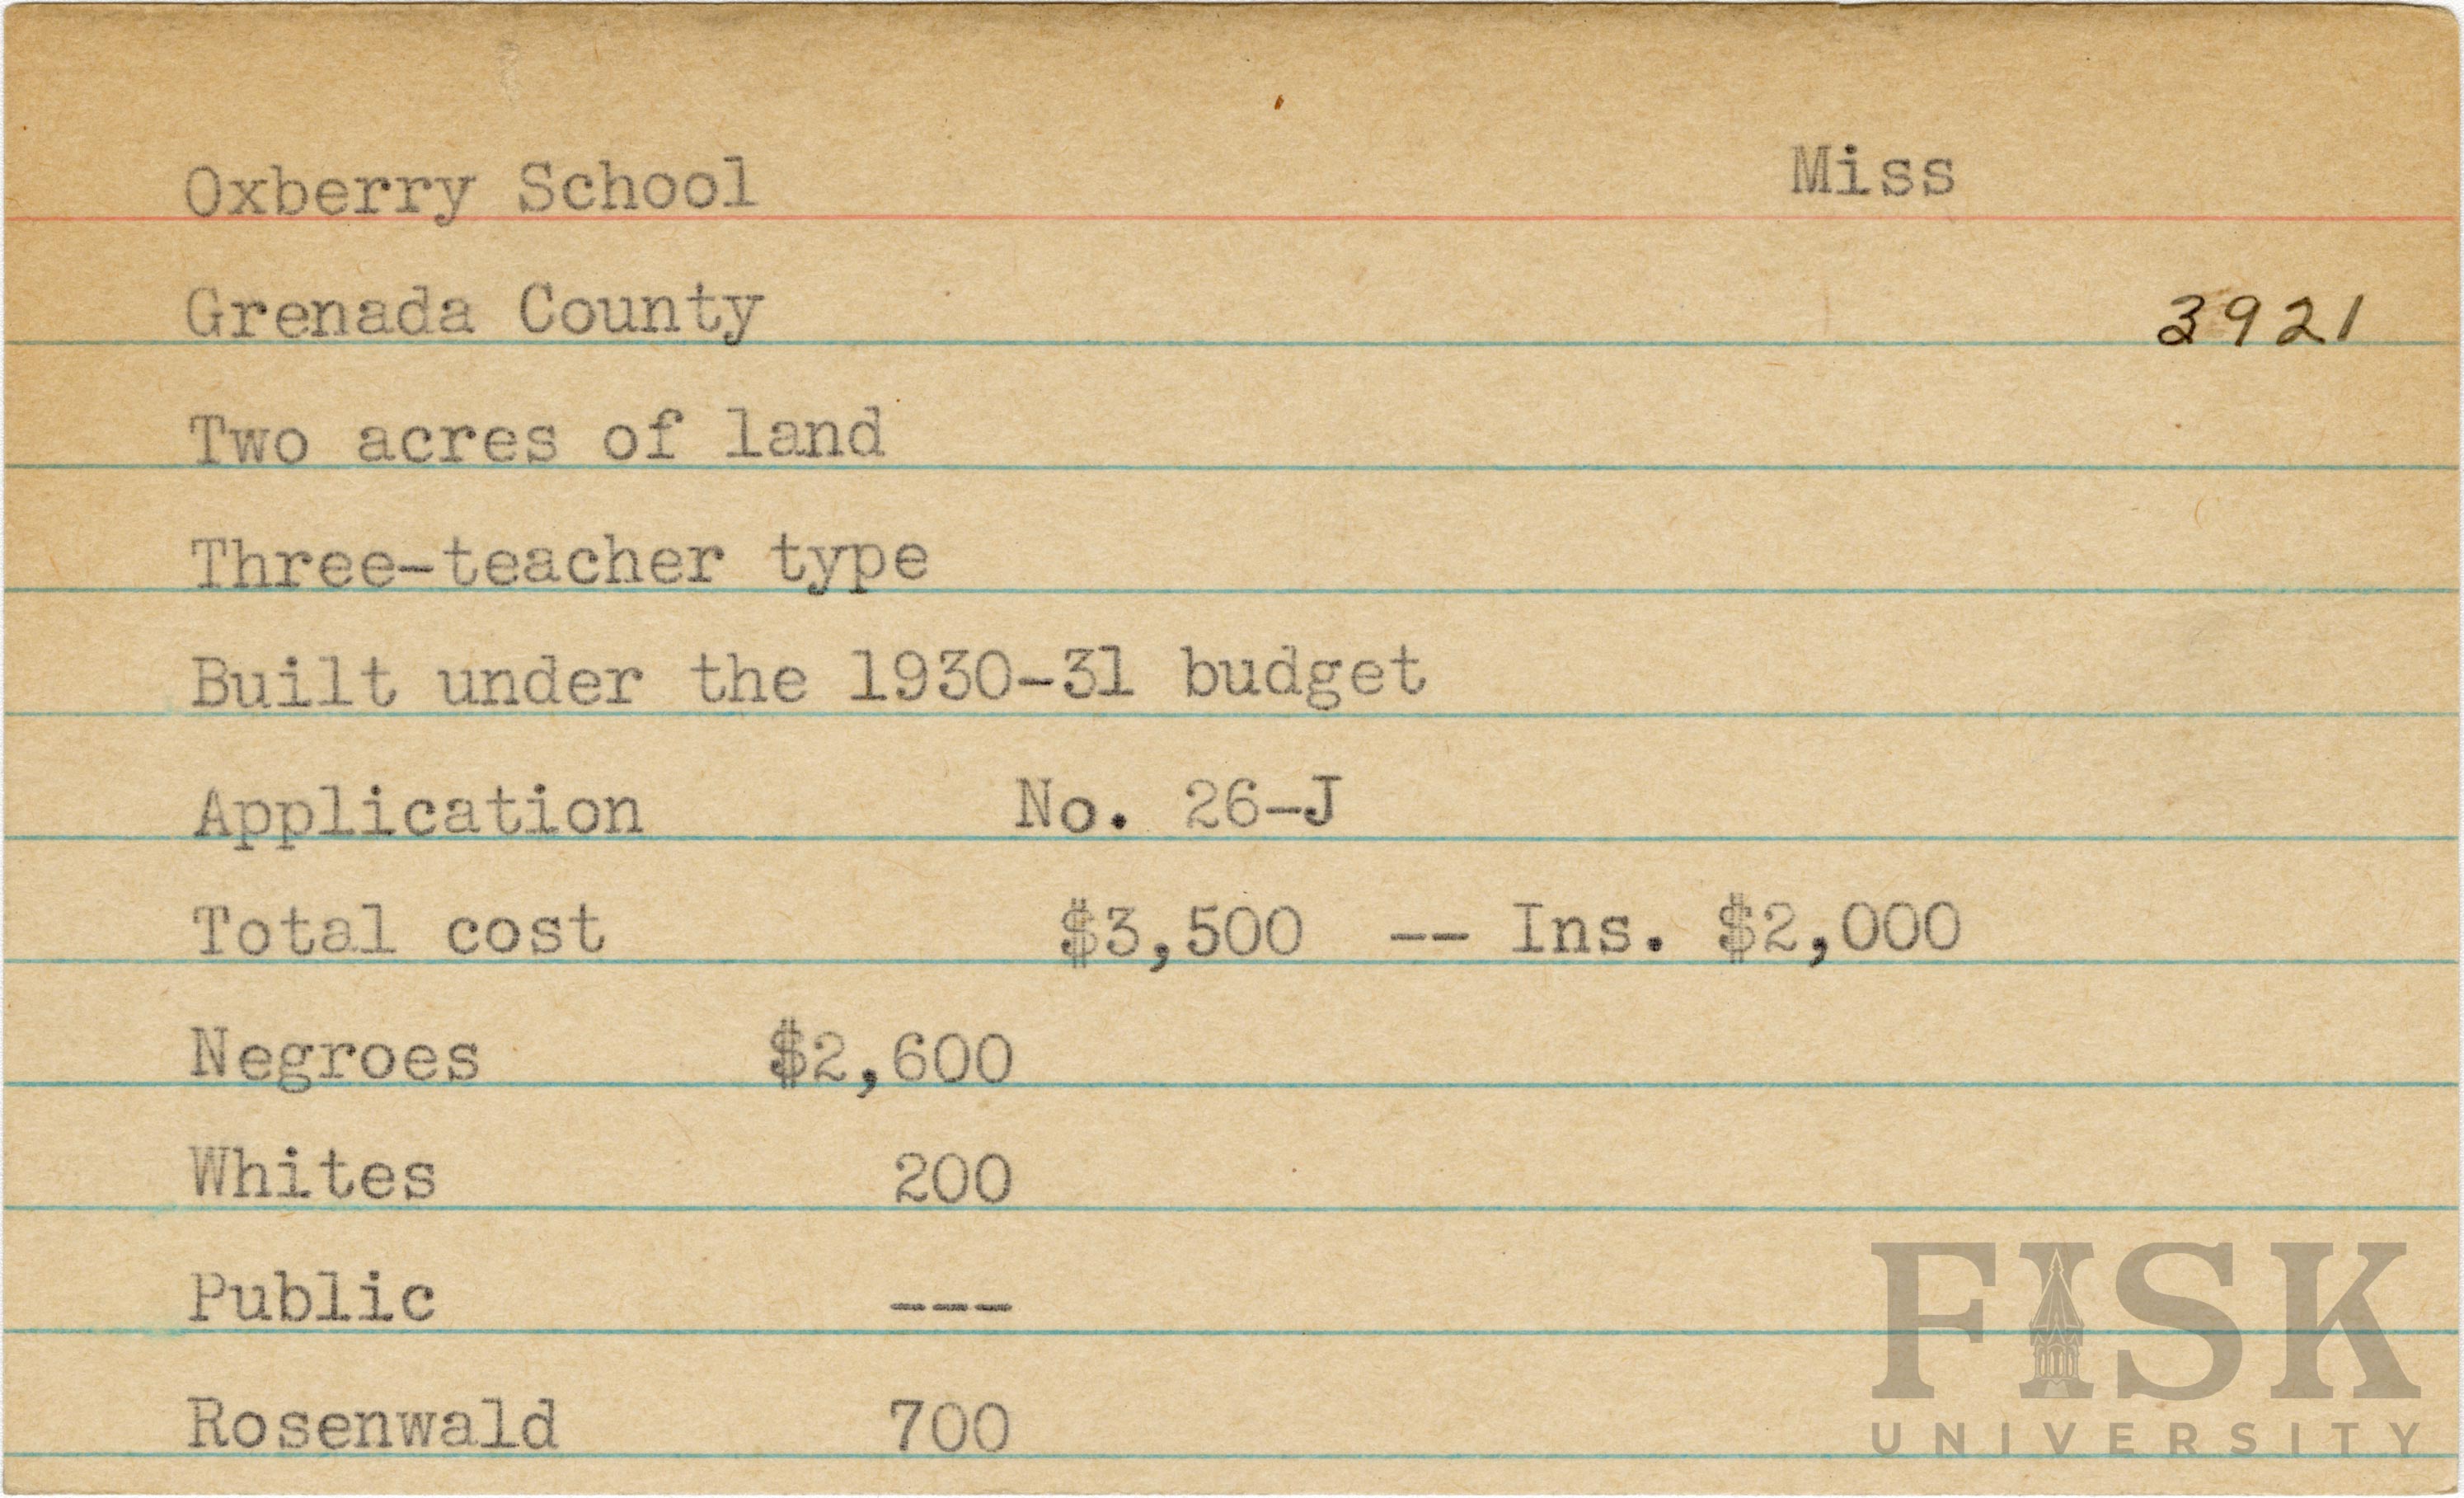 Oxberry School Miss
Grenada County 3921
Two acres of land
Three-teacher type
Built under the 1930-31 budget
Application No. 26-J
Total cost $3,500 -- Ins. $2,000
Negroes $2,600
Whites 200
Public ---
Rosenwald 700
FISK
UNIVERSITY